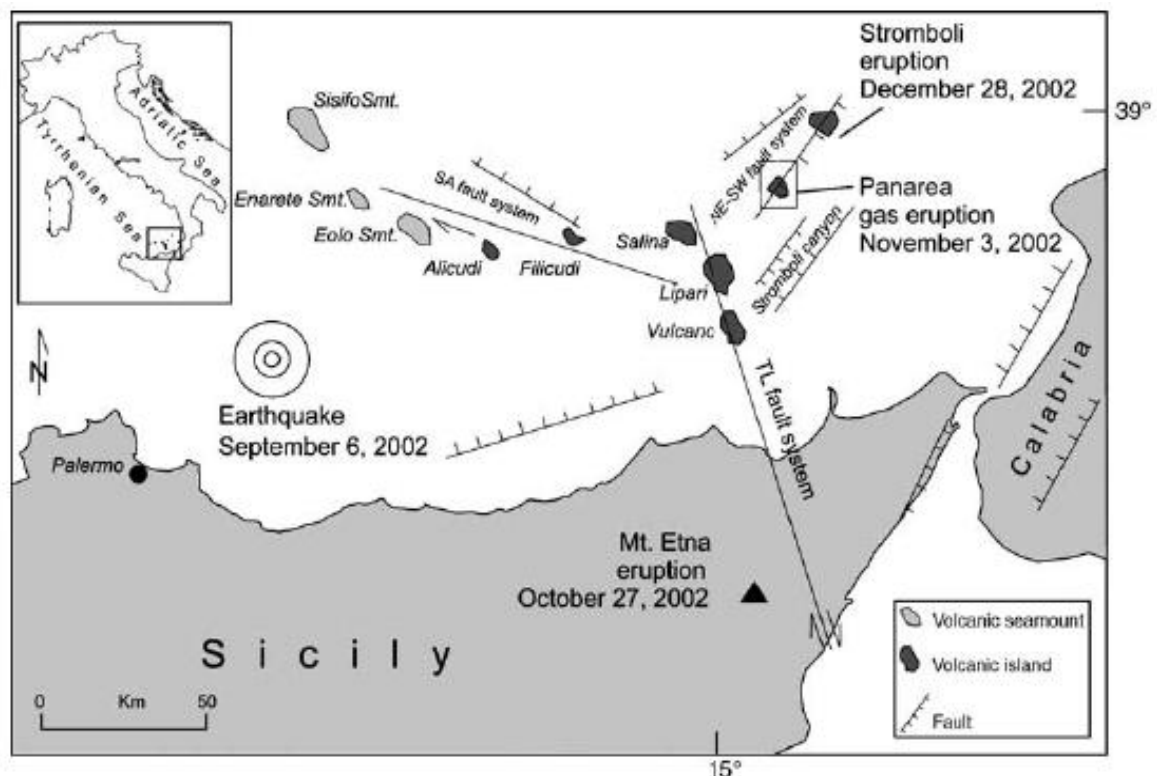 Adriatic Sea
Tyrrhenian Sea
SisifoSmt.
Enarete Smt.
Eolo Smt.
Alicudi
SA fault system
Filicudi
Salina
Lipari
Vulcano
NE-SW fault system
Stromboli canyon
Stromboli
eruption
December 28, 2002
39°
Panarea
gas eruption
November 3, 2002
N
Earthquake
September 6, 2002
Palermo
TL fault system
Calabria
Mt. Etna
eruption
October 27, 2002
Sicily
0 Km 50
Volcanic seamount
Volcanic island
Fault
15°